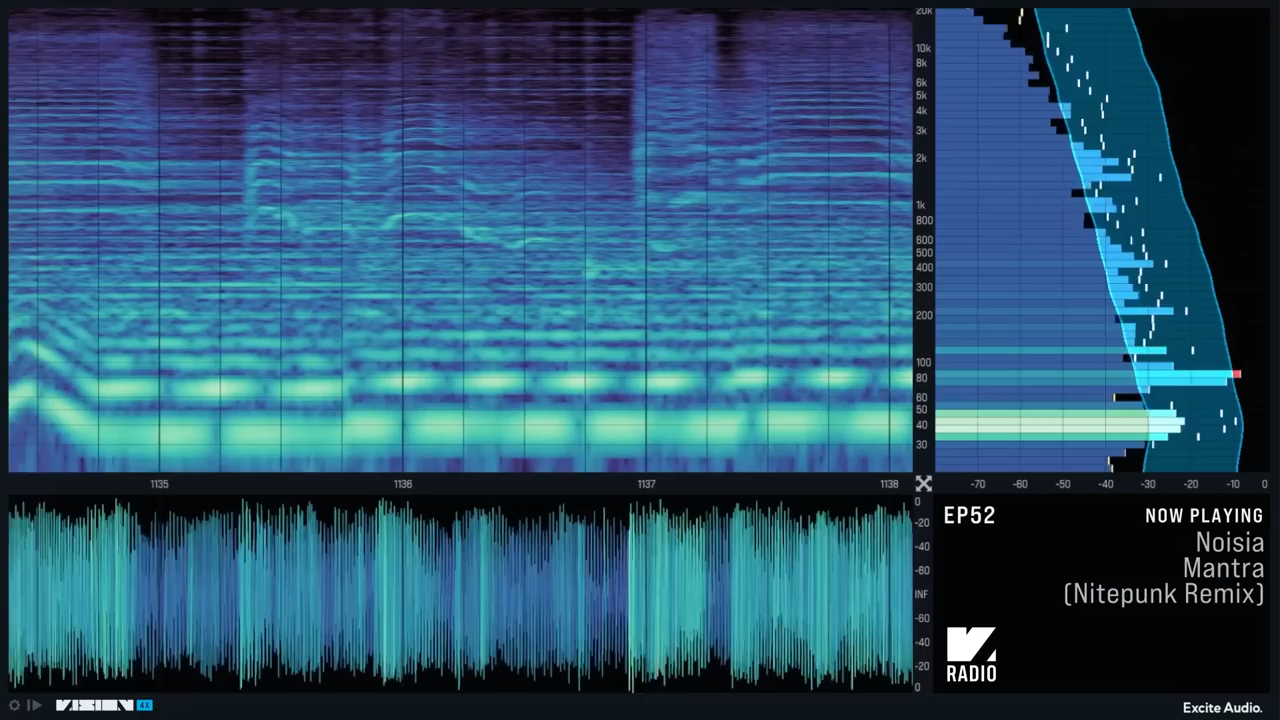 20k
10k
8k
6k
5k
4k
3k
2k
1k
800
600
500
400
300
200
100
80
60
50
40
30
1135
1136
1137
1138
-70
-60
-50
-40
-30
-20
-10
0
0
-20
-40
-60
INF
-60
-40
-20
0
EP52
NOW PLAYING
Noisia
Mantra
(Nitepunk Remix)
RADIO
VISION 4X
Excite Audio.